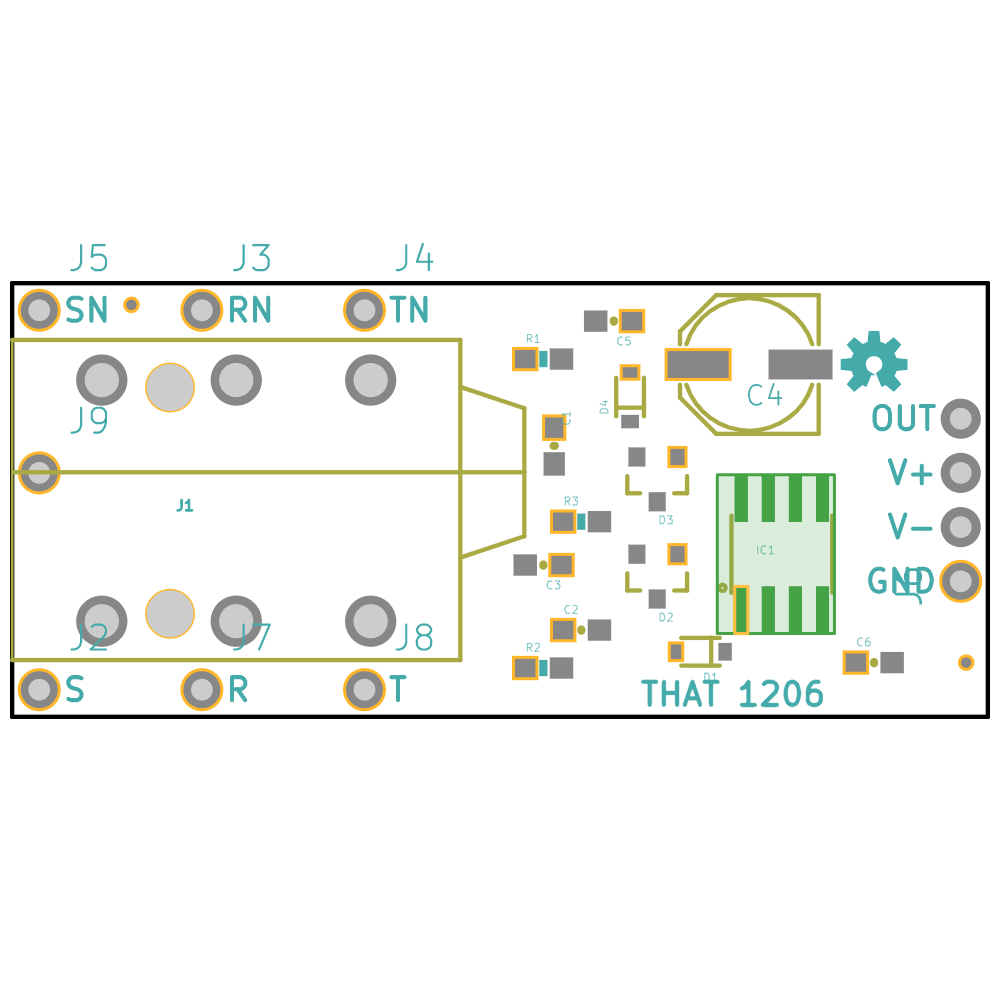 J5 J3 J4
SN RN TN
R1 C5
D4 C4
J9 C1 OUT
V+
J1 R3 D3 V-
IC1
C3 GND
C2 D2
J2 J7 J8 R2 C6
S R T D1 THAT 1206